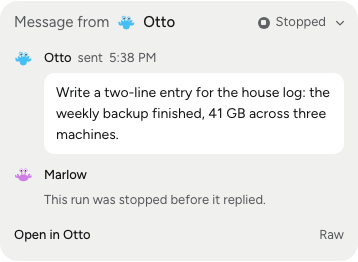 Message from Otto
Stopped
Otto sent 5:38 PM
Write a two-line entry for the house log: the
weekly backup finished, 41 GB across three
machines.
Marlow
This run was stopped before it replied.
Open in Otto
Raw